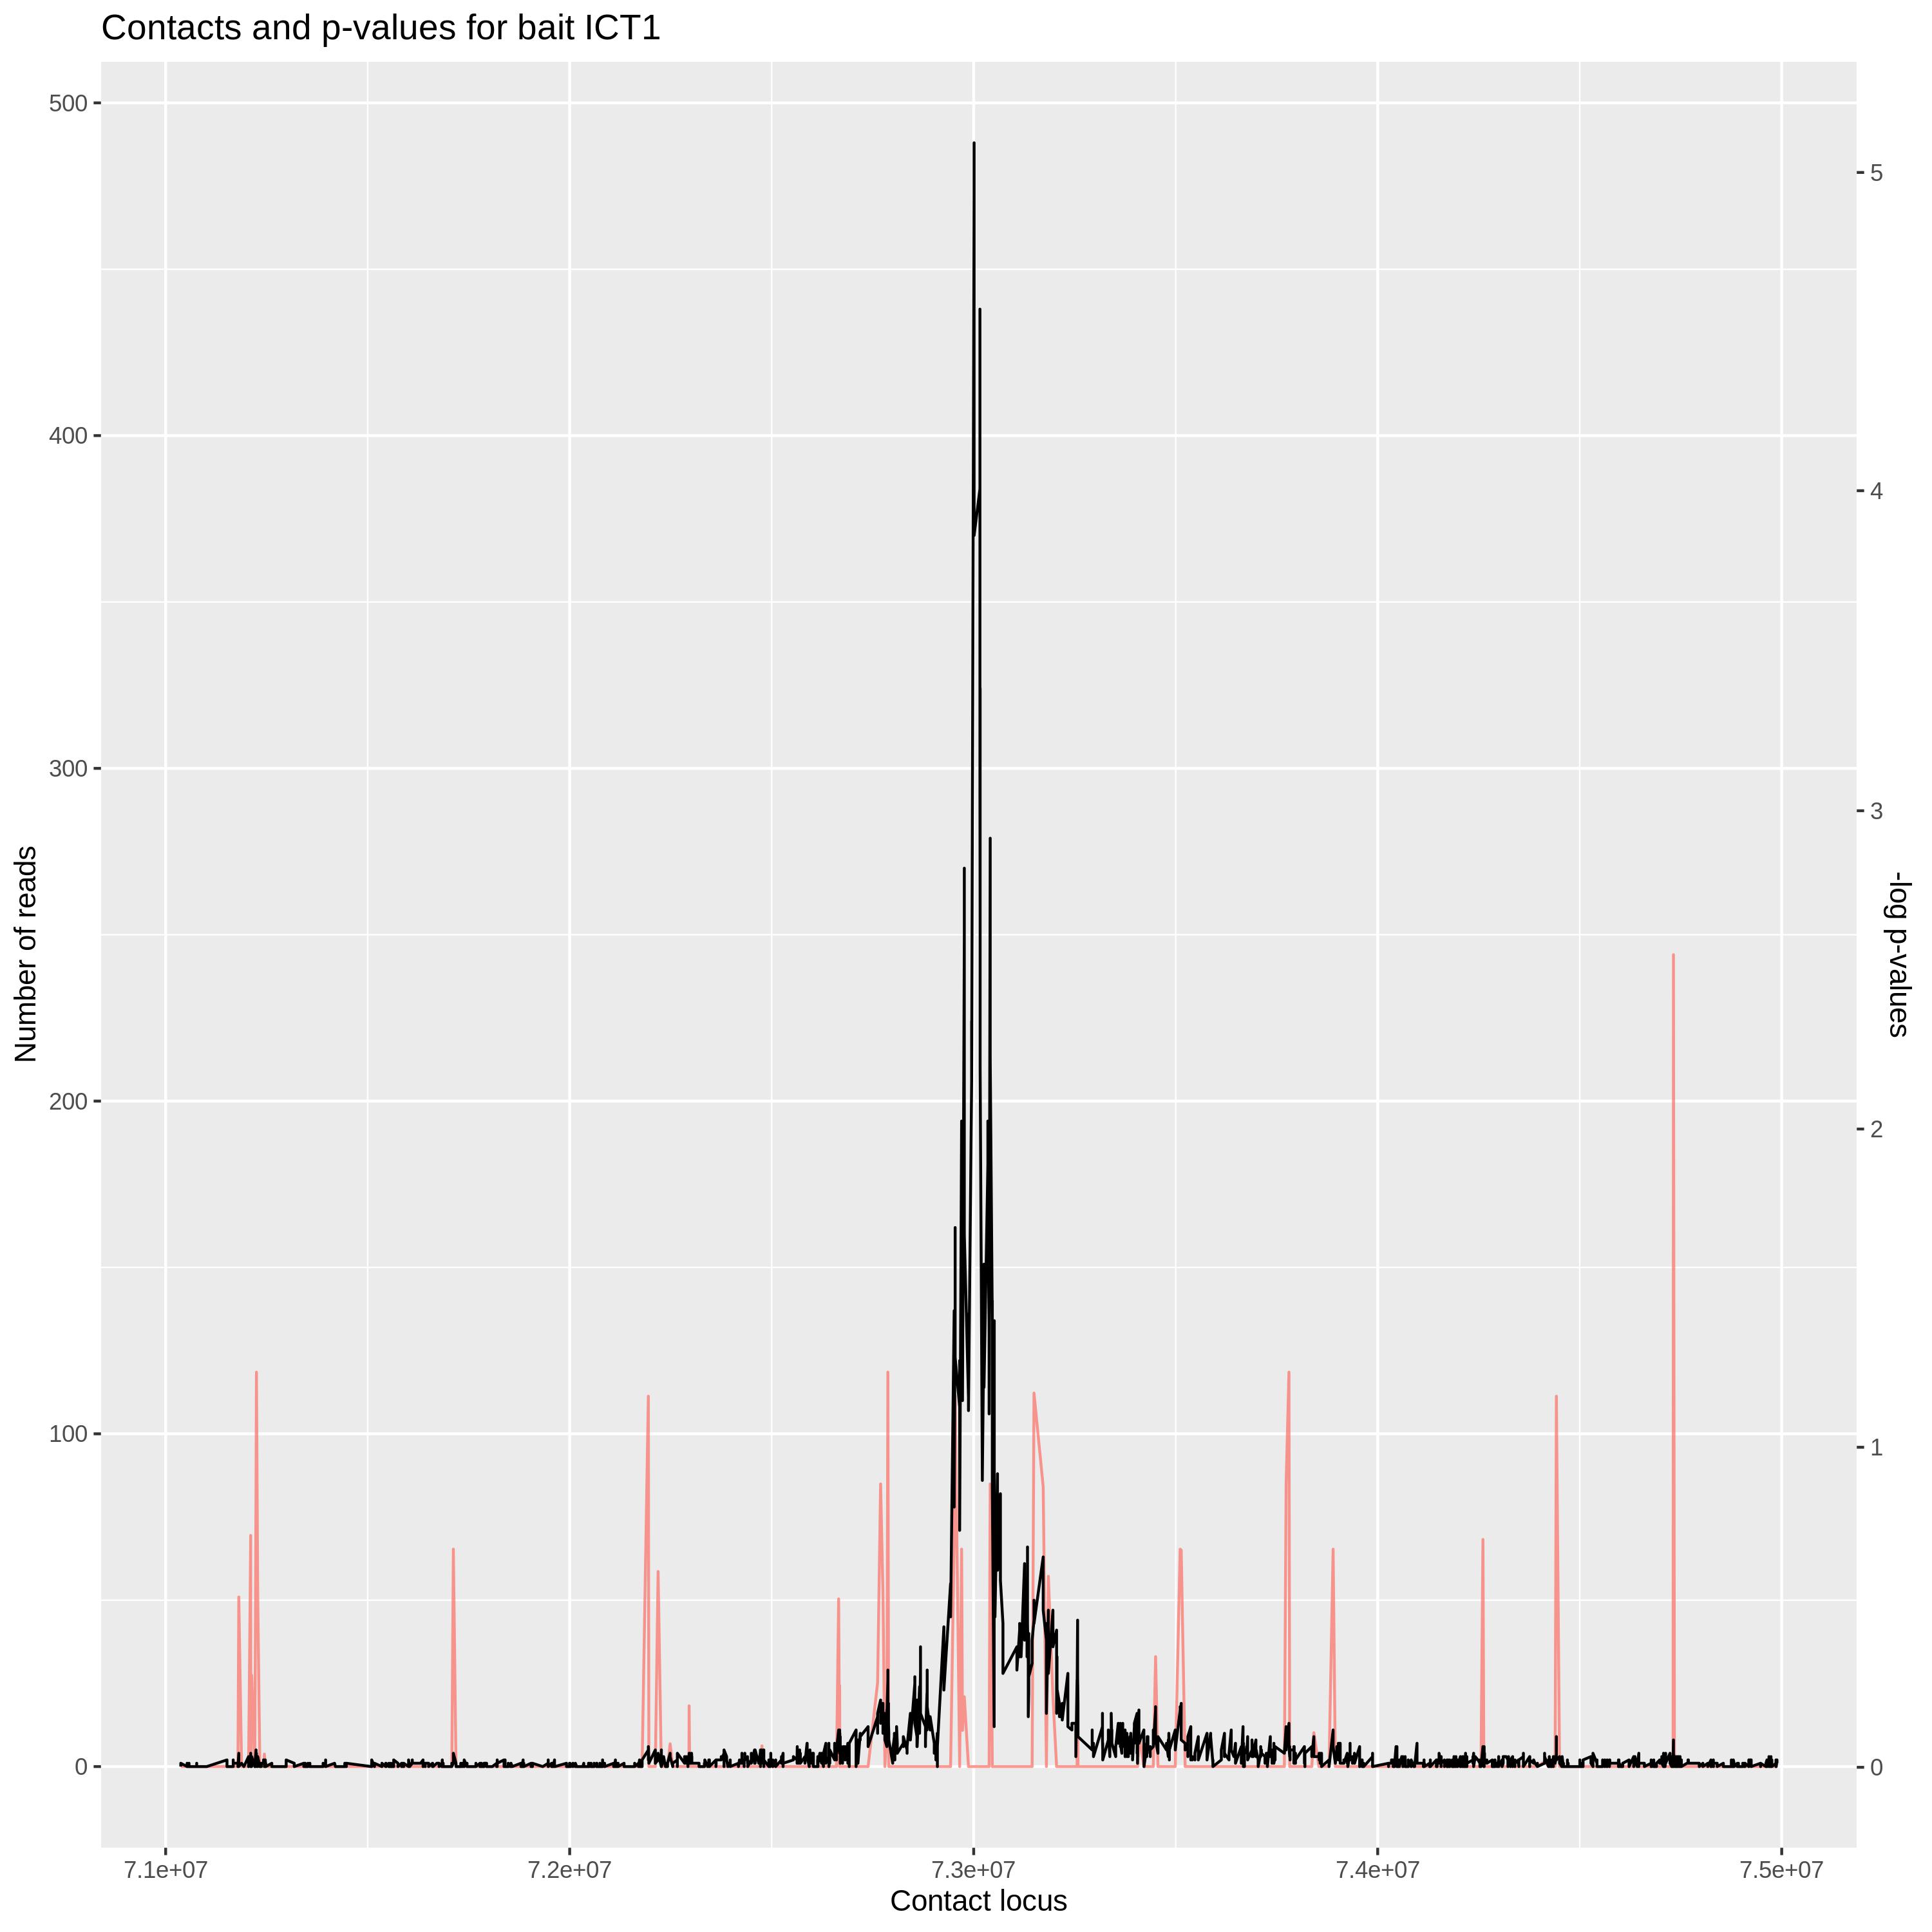 Contacts and p-values for bait ICT1
500
400
300
200
100
0
Number of reads
5
4
3
2
1
0
-log p-values
7.1e+07 7.2e+07 7.3e+07 7.4e+07 7.5e+07
Contact locus